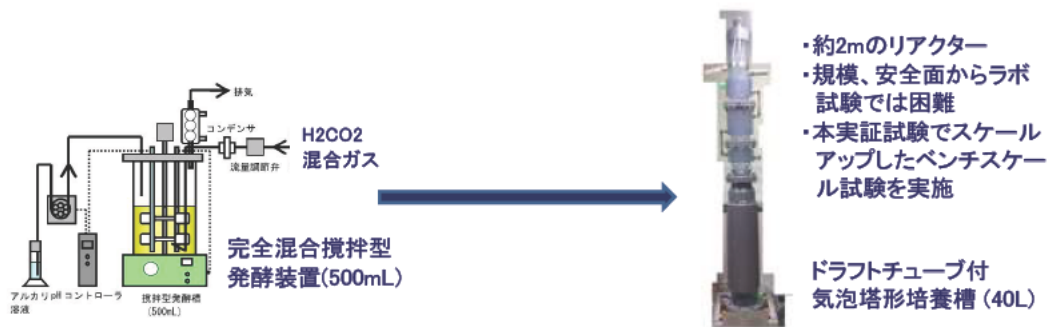 排気
コンデンサ
H2CO2
混合ガス
流量調節弁
完全混合撹拌型
発酵装置(500mL)
アルカリ
溶液
pHコントローラ
撹拌型発酵槽
(500mL)
・約2mのリアクター
・規模、安全面からラボ
試験では困難
・本実証試験でスケール
アップしたベンチスケー
ル試験を実施
ドラフトチューブ付
気泡塔形培養槽 (40L)